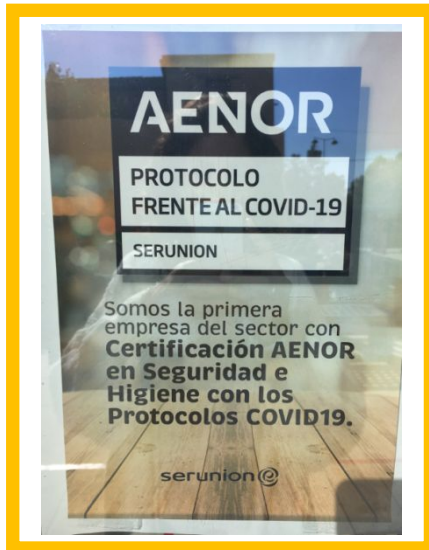 AENOR
PROTOCOLO
FRENTE AL COVID-19
SERUNION
Somos la primera
empresa del sector con
Certificación AENOR
en Seguridad e
Higiene con los
Protocolos COVID19.
serunion